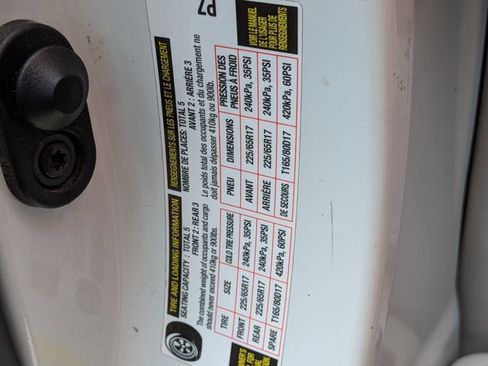 TIRE AND LOADING INFORMATION
SEATING CAPACITY : TOTAL 5
FRONT 2: REAR 3
The combined weight of occupants and cargo
should never exceed 410kg or 900lbs.
TIRE SIZE COLD TIRE PRESSURE
FRONT 225/65R17 240kPa, 35PSI
REAR 225/65R17 240kPa, 35PSI
SPARE T165/80D17 420kPa, 60PSI
RENSEIGNEMENTS SUR LES PNEUS ET LE CHARGEMENT
NOMBRE DE PLACES: TOTAL 5
AVANT 2 : ARRIÈRE 3
Le poids total des occupants et du chargement ne
doit jamais dépasser 410kg ou 900lb.
PNEU DIMENSIONS PRESSION DES
PNEUS À FROID
AVANT 225/65R17 240kPa, 35PSI
ARRIÈRE 225/65R17 240kPa, 35PSI
DE SECOURS T165/80D17 420kPa, 60PSI
VOIR LE MANUEL
DE L'USAGER
POUR PLUS DE
RENSEIGNEMENTS